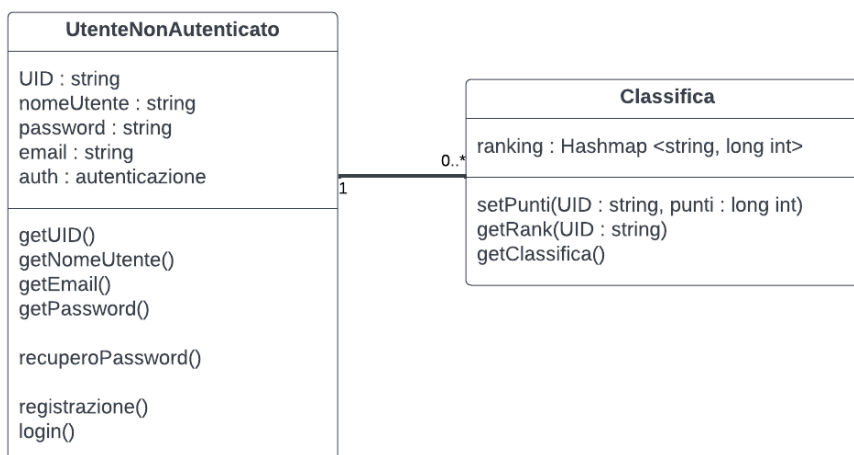 UtenteNonAutenticato
UID : string
nomeUtente : string
password : string
email : string
auth : autenticazione
getUID()
getNomeUtente()
getEmail()
getPassword()
recuperoPassword()
registrazione()
login()
1
0..*
Classifica
ranking : Hashmap <string, long int>
setPunti(UID : string, punti : long int)
getRank(UID : string)
getClassifica()